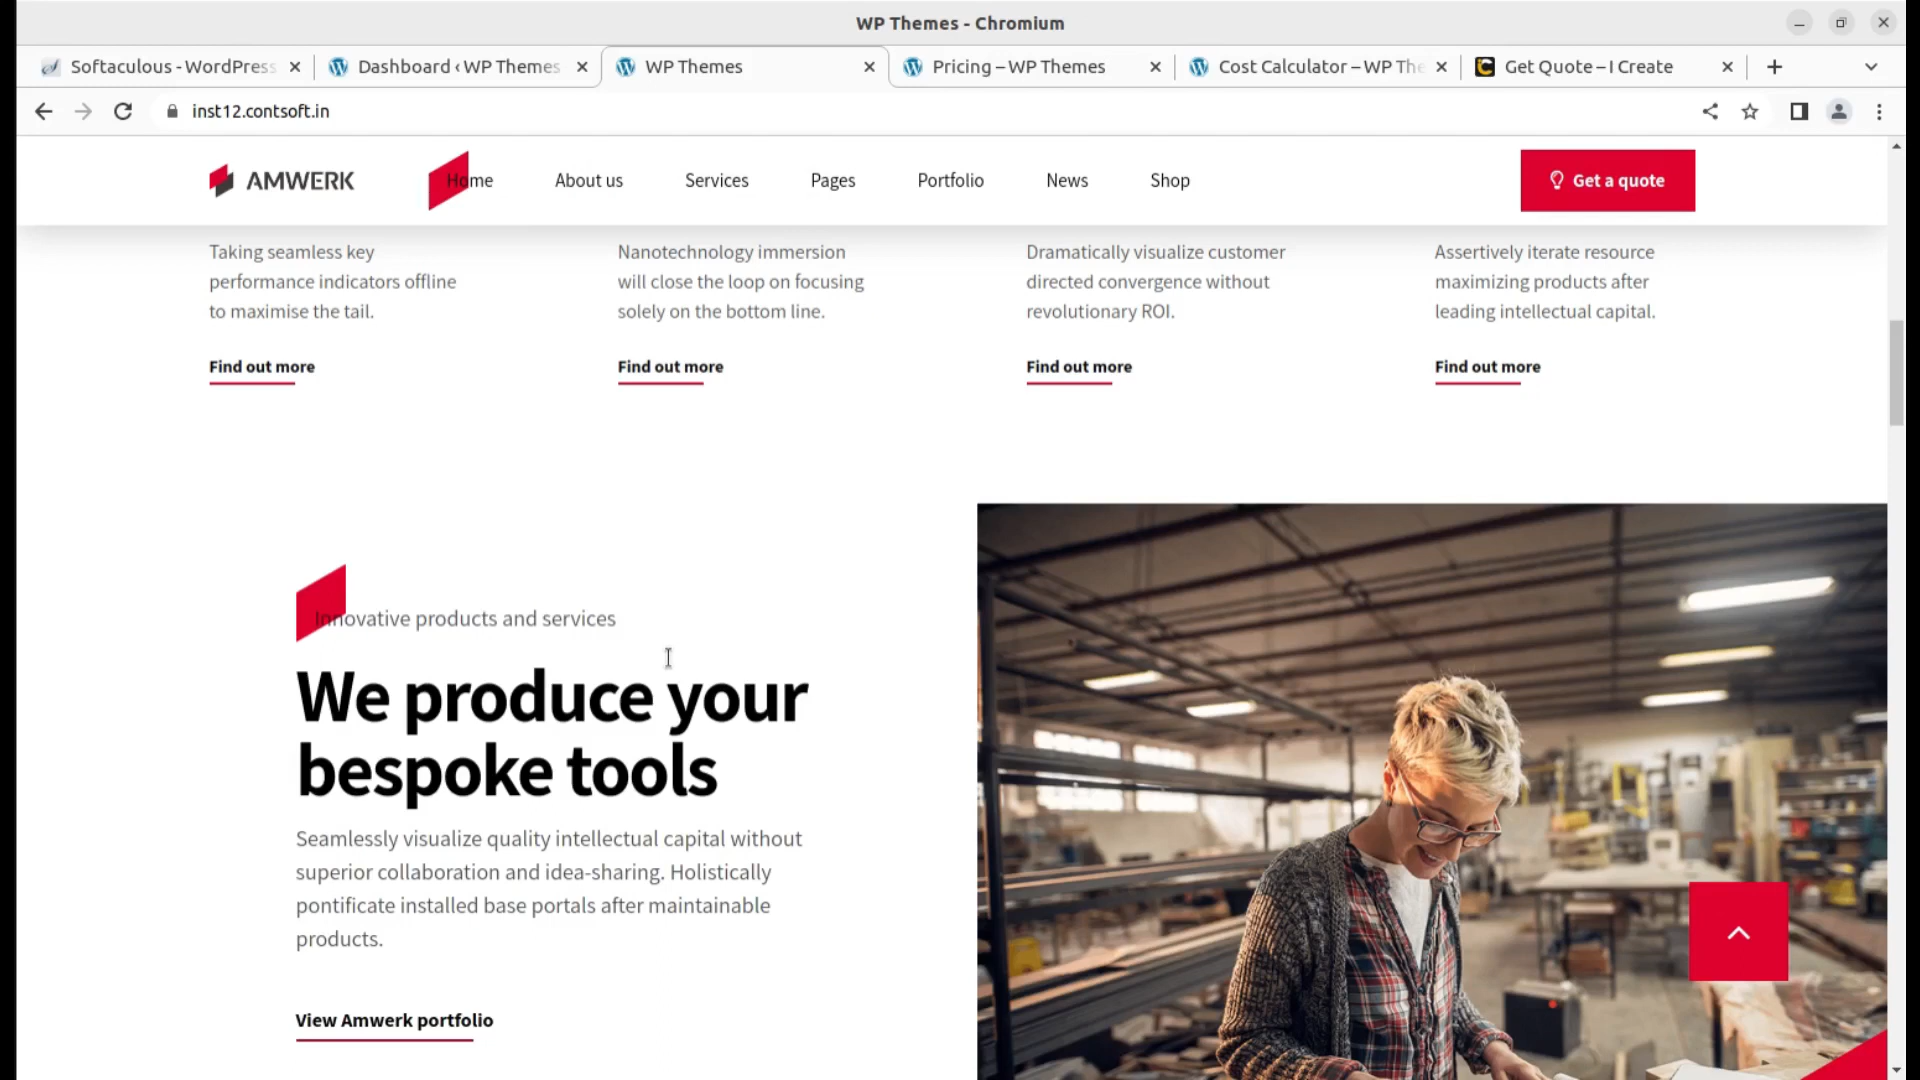 WP Themes - Chromium
Softaculous - WordPress
Dashboard ‹ WP Themes
WP Themes
Pricing – WP Themes
Cost Calculator – WP The
Get Quote – I Create
inst12.contsoft.in
AMWERK
Home
About us
Services
Pages
Portfolio
News
Shop
Get a quote
Taking seamless key
performance indicators offline
to maximise the tail.
Find out more
Nanotechnology immersion
will close the loop on focusing
solely on the bottom line.
Find out more
Dramatically visualize customer
directed convergence without
revolutionary ROI.
Find out more
Assertively iterate resource
maximizing products after
leading intellectual capital.
Find out more
Innovative products and services
We produce your
bespoke tools
Seamlessly visualize quality intellectual capital without
superior collaboration and idea-sharing. Holistically
pontificate installed base portals after maintainable
products.
View Amwerk portfolio